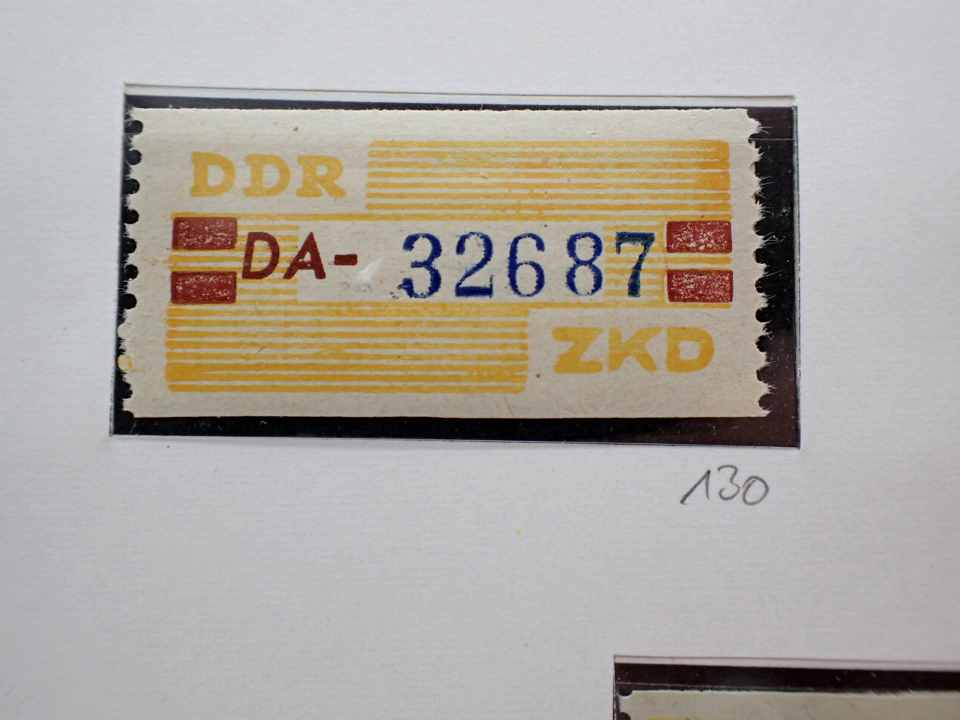 DDR
DA- 32687
ZKD
130